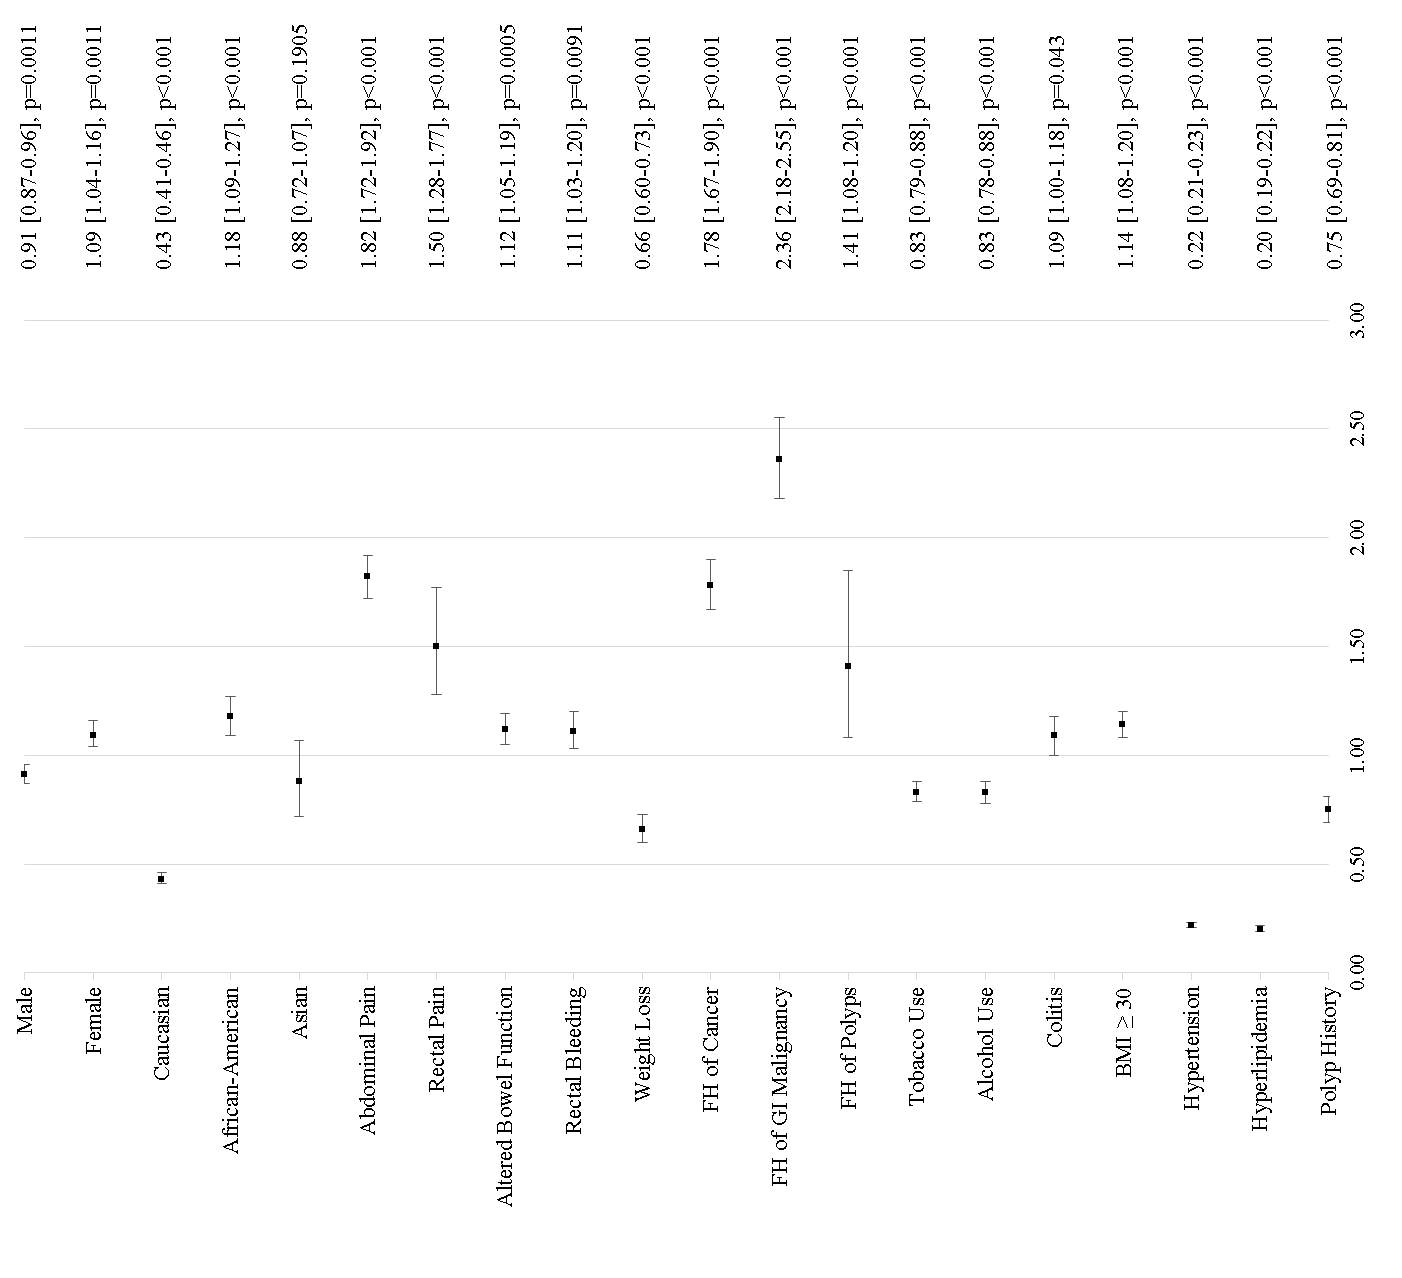 Male 0.91 [0.87-0.96], p=0.0011
Female 1.09 [1.04-1.16], p=0.0011
Caucasian 0.43 [0.41-0.46], p<0.001
African-American 1.18 [1.09-1.27], p<0.001
Asian 0.88 [0.72-1.07], p=0.1905
Abdominal Pain 1.82 [1.72-1.92], p<0.001
Rectal Pain 1.50 [1.28-1.77], p<0.001
Altered Bowel Function 1.12 [1.05-1.19], p=0.0005
Rectal Bleeding 1.11 [1.03-1.20], p=0.0091
Weight Loss 0.66 [0.60-0.73], p<0.001
FH of Cancer 1.78 [1.67-1.90], p<0.001
FH of GI Malignancy 2.36 [2.18-2.55], p<0.001
FH of Polyps 1.41 [1.08-1.20], p<0.001
Tobacco Use 0.83 [0.79-0.88], p<0.001
Alcohol Use 0.83 [0.78-0.88], p<0.001
Colitis 1.09 [1.00-1.18], p=0.043
BMI ≥ 30 1.14 [1.08-1.20], p<0.001
Hypertension 0.22 [0.21-0.23], p<0.001
Hyperlipidemia 0.20 [0.19-0.22], p<0.001
Polyp History 0.75 [0.69-0.81], p<0.001
0.00 0.50 1.00 1.50 2.00 2.50 3.00